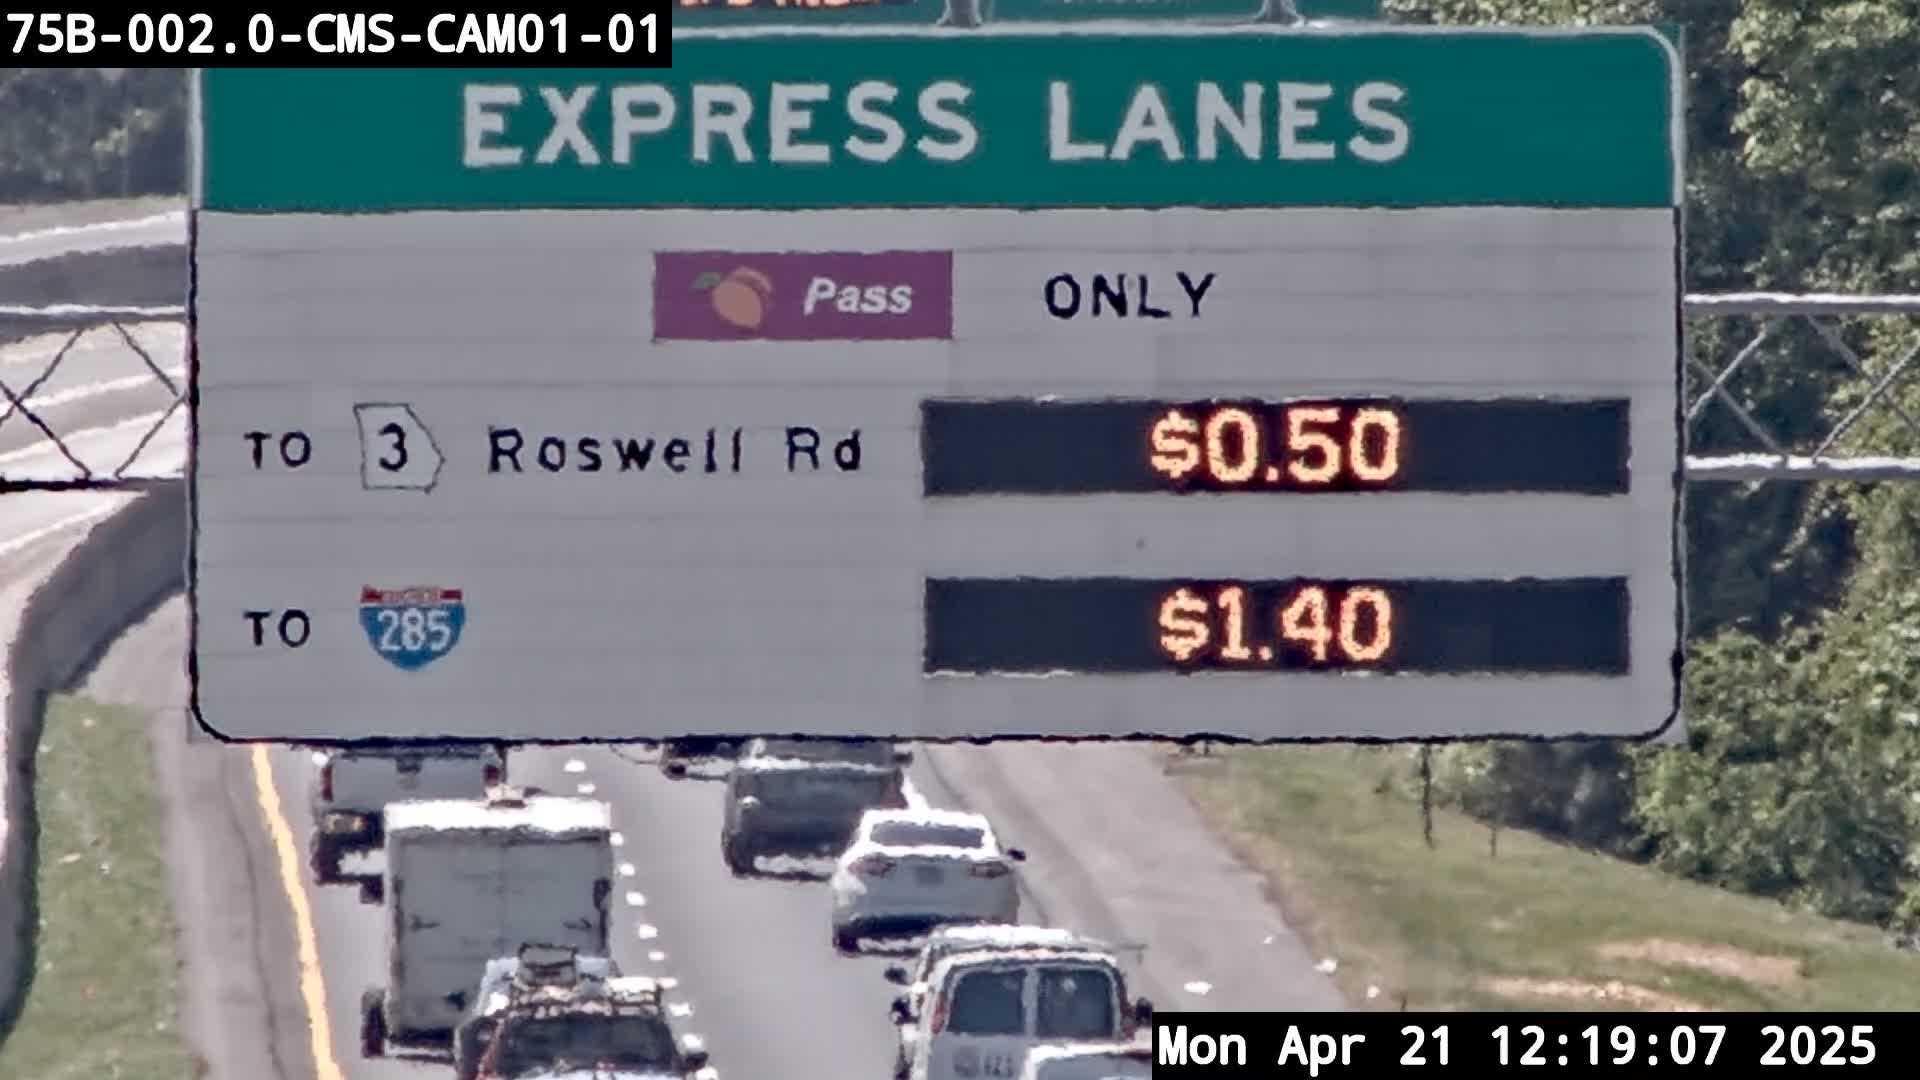 75B-002.0-CMS-CAM01-01
EXPRESS LANES
Pass ONLY
TO 3 Roswell Rd $0.50
TO 285 $1.40
Mon Apr 21 12:19:07 2025